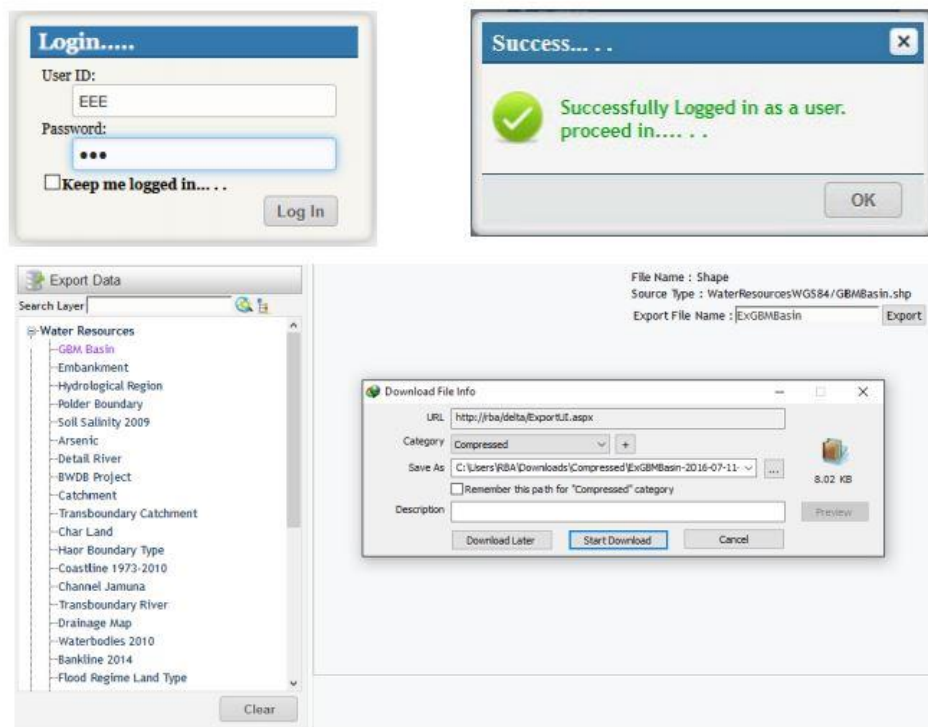 Login.....
User ID:
EEE
Password:
Keep me logged in.....
Log In
Success.....
Successfully Logged in as a user.
proceed in.... . .
OK
Export Data
Search Layer
Water Resources
GBM Basin
Embankment
Hydrological Region
Polder Boundary
Soil Salinity 2009
Arsenic
Detail River
BWDB Project
Catchment
Transboundary Catchment
Char Land
Haor Boundary Type
Coastline 1973-2010
Channel Jamuna
Transboundary River
Drainage Map
Waterbodies 2010
Bankline 2014
Flood Regime Land Type
Clear
File Name : Shape
Source Type : WaterResourcesWGS84/GBMBasin.shp
Export File Name : ExGBMBasin Export
Download File Info
URL http://rba/delta/ExportUI.aspx
Category Compressed +
Save As C:\Users\RBA\Downloads\Compressed\ExGBMBasin-2016-07-11- ...
Remember this path for "Compressed" category
Description
8.02 KB
Preview
Download Later Start Download Cancel